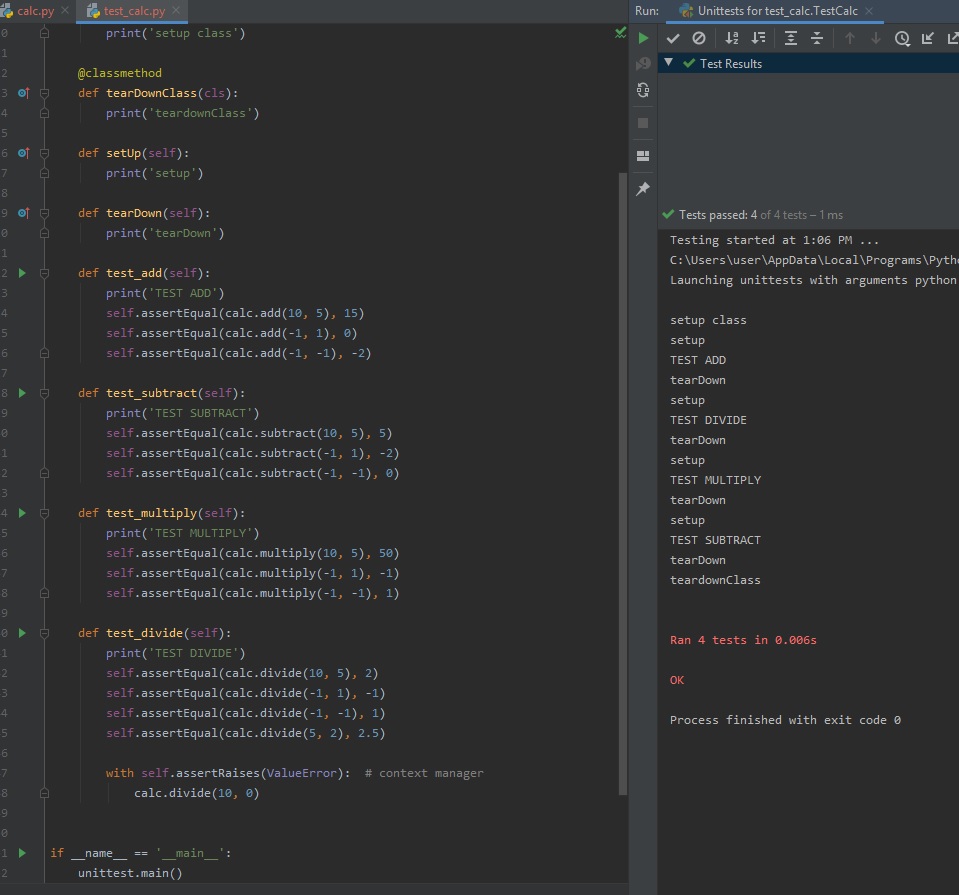 calc.py
test_calc.py
0 print('setup class')
1
2 @classmethod
3 def tearDownClass(cls):
4 print('teardownClass')
5
6 def setUp(self):
7 print('setup')
8
9 def tearDown(self):
0 print('tearDown')
1
2 def test_add(self):
3 print('TEST ADD')
4 self.assertEqual(calc.add(10, 5), 15)
5 self.assertEqual(calc.add(-1, 1), 0)
6 self.assertEqual(calc.add(-1, -1), -2)
7
8 def test_subtract(self):
9 print('TEST SUBTRACT')
0 self.assertEqual(calc.subtract(10, 5), 5)
1 self.assertEqual(calc.subtract(-1, 1), -2)
2 self.assertEqual(calc.subtract(-1, -1), 0)
3
4 def test_multiply(self):
5 print('TEST MULTIPLY')
6 self.assertEqual(calc.multiply(10, 5), 50)
7 self.assertEqual(calc.multiply(-1, 1), -1)
8 self.assertEqual(calc.multiply(-1, -1), 1)
9
0 def test_divide(self):
1 print('TEST DIVIDE')
2 self.assertEqual(calc.divide(10, 5), 2)
3 self.assertEqual(calc.divide(-1, 1), -1)
4 self.assertEqual(calc.divide(-1, -1), 1)
5 self.assertEqual(calc.divide(5, 2), 2.5)
6
7 with self.assertRaises(ValueError): # context manager
8 calc.divide(10, 0)
9
0
1 if __name__ == '__main__':
2 unittest.main()
Run: Unittests for test_calc.TestCalc
Test Results
Tests passed: 4 of 4 tests – 1 ms
Testing started at 1:06 PM ...
C:\Users\user\AppData\Local\Programs\Pytho
Launching unittests with arguments python
setup class
setup
TEST ADD
tearDown
setup
TEST DIVIDE
tearDown
setup
TEST MULTIPLY
tearDown
setup
TEST SUBTRACT
tearDown
teardownClass
Ran 4 tests in 0.006s
OK
Process finished with exit code 0